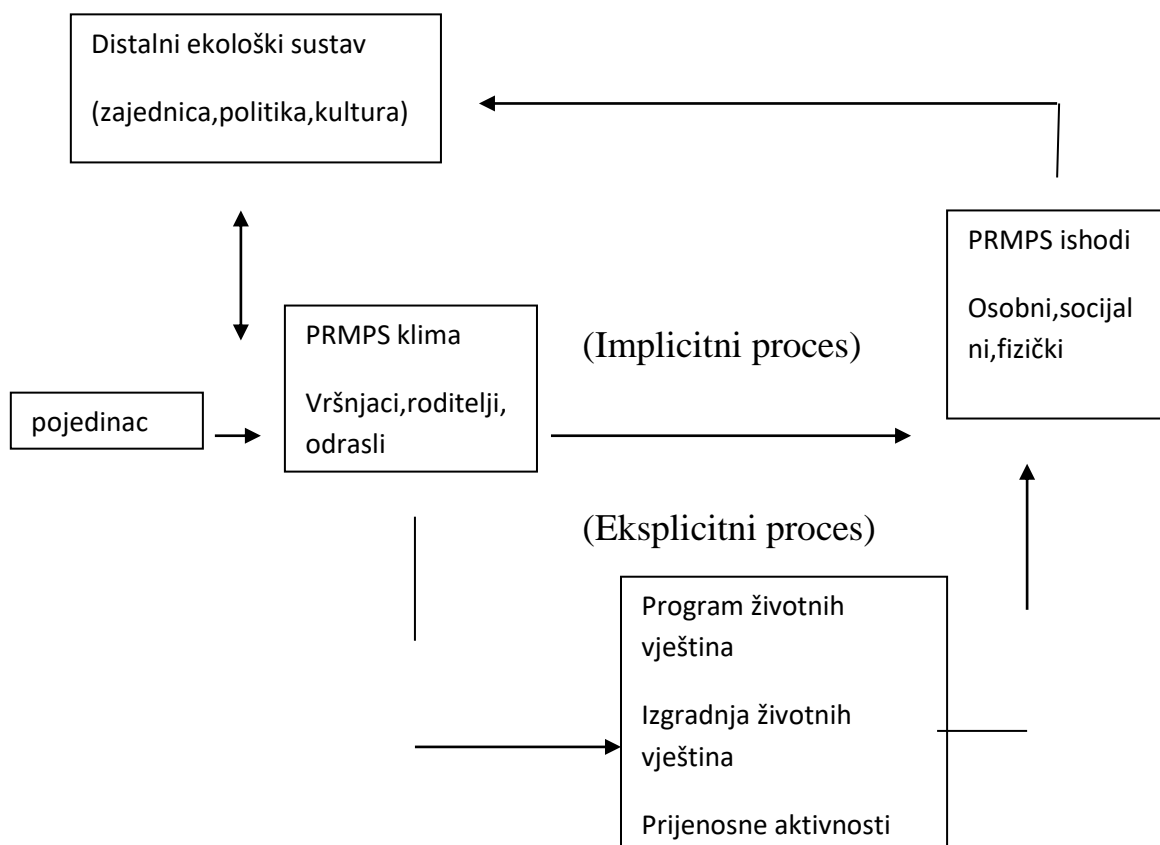 Distalni ekološki sustav
(zajednica,politika,kultura)
PRMPS ishodi
Osobni,socijal
ni,fizički
PRMPS klima
Vršnjaci,roditelji,
odrasli
(Implicitni proces)
pojedinac
(Eksplicitni proces)
Program životnih
vještina
Izgradnja životnih
vještina
Prijenosne aktivnosti